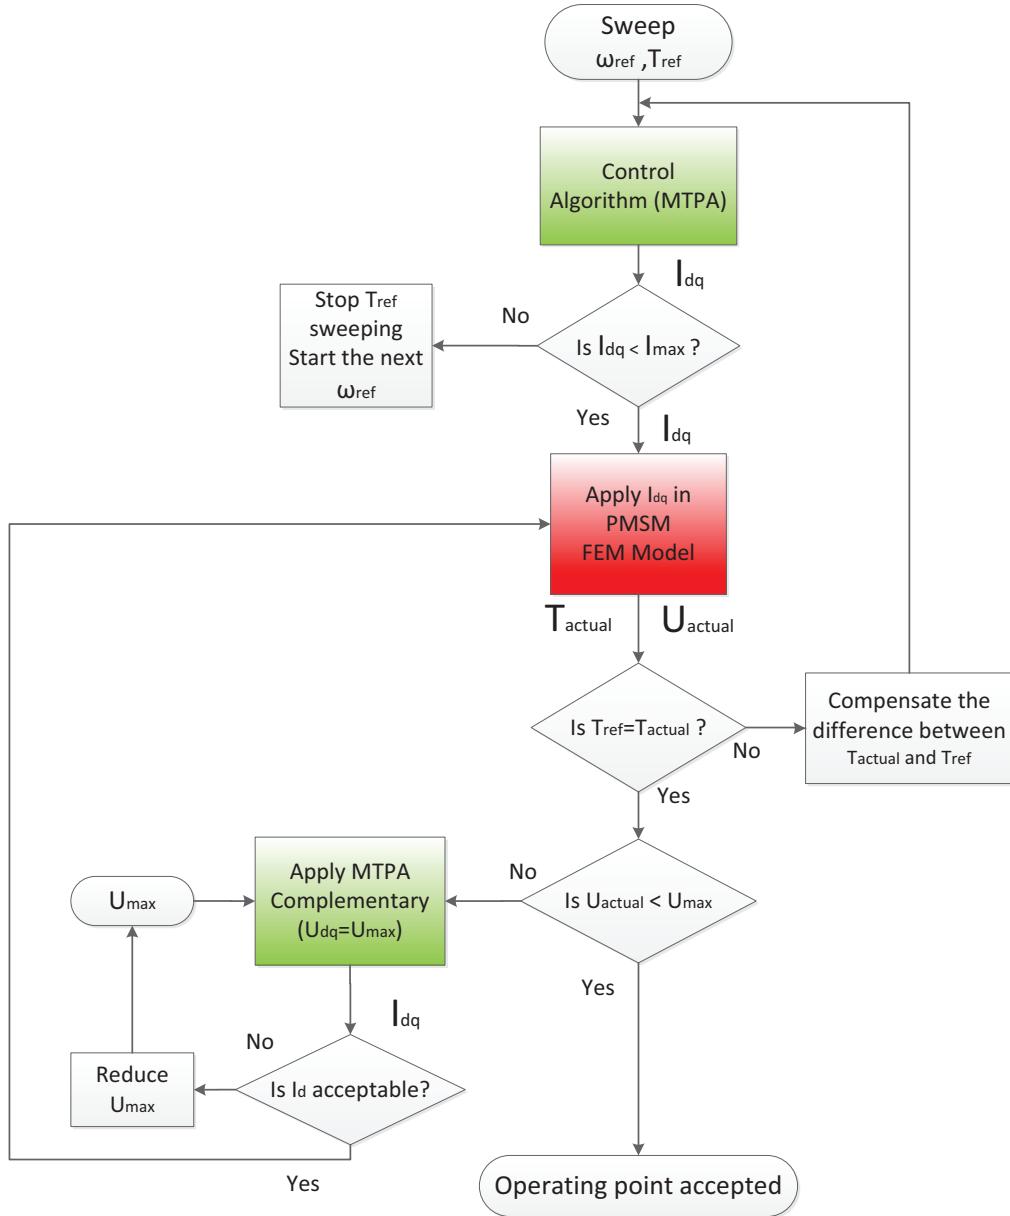 Sweep
ωref ,Tref
Control
Algorithm (MTPA)
Idq
Stop Tref
sweeping
Start the next
ωref
No
Is Idq < Imax ?
Yes
Idq
Apply Idq in
PMSM
FEM Model
Tactual
Uactual
Is Tref=Tactual ?
No
Compensate the
difference between
Tactual and Tref
Yes
Apply MTPA
Complementary
(Udq=Umax)
No
Is Uactual < Umax
Umax
Yes
Idq
No
Reduce
Umax
Is Id acceptable?
Yes
Operating point accepted